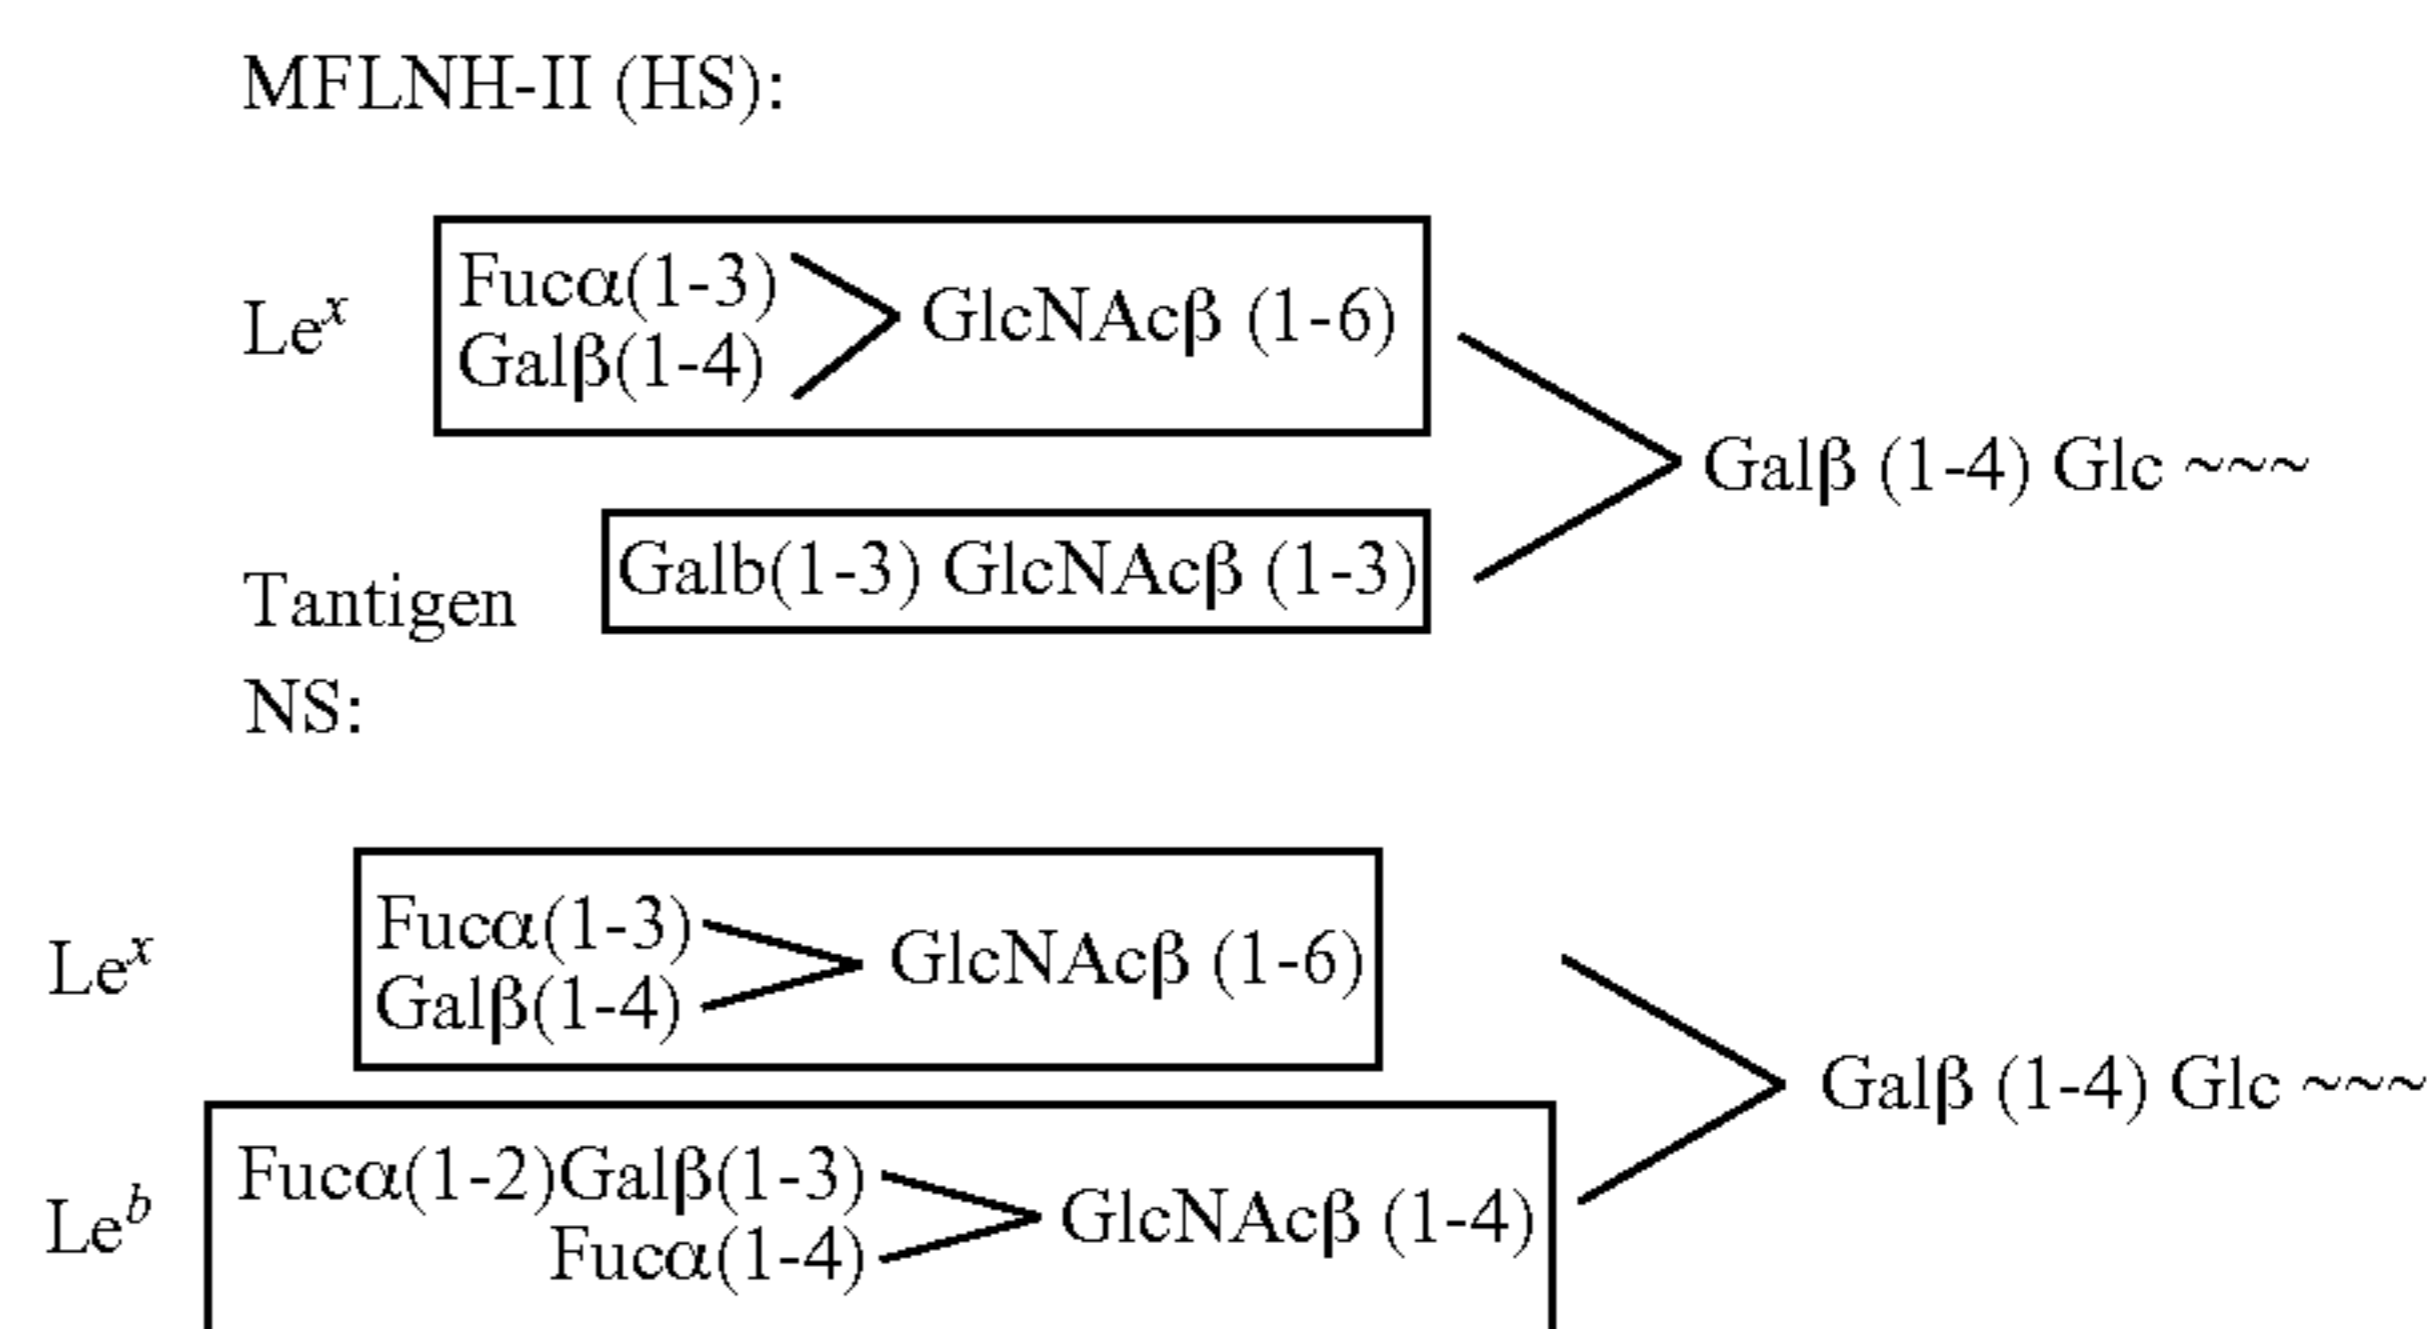 MFLNH-II (HS):
Fucα(1-3)
Le^x GlcNAcβ (1-6)
Galβ(1-4)
Galβ (1-4) Glc ~~~
Galb(1-3) GlcNAcβ (1-3)
Tantigen
NS:
Fucα(1-3)
Le^x GlcNAcβ (1-6)
Galβ(1-4)
Galβ (1-4) Glc ~~~
Fucα(1-2)Galβ(1-3)
Le^b GlcNAcβ (1-4)
Fucα(1-4)